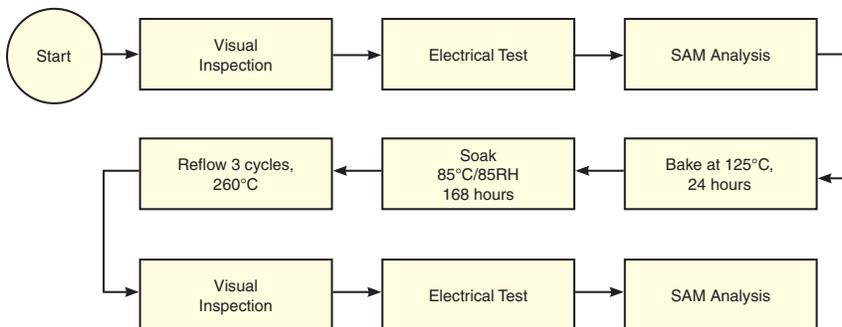 Start
Visual
Inspection
Electrical Test
SAM Analysis
Bake at 125°C,
24 hours
Soak
85°C/85RH
168 hours
Reflow 3 cycles,
260°C
Visual
Inspection
Electrical Test
SAM Analysis